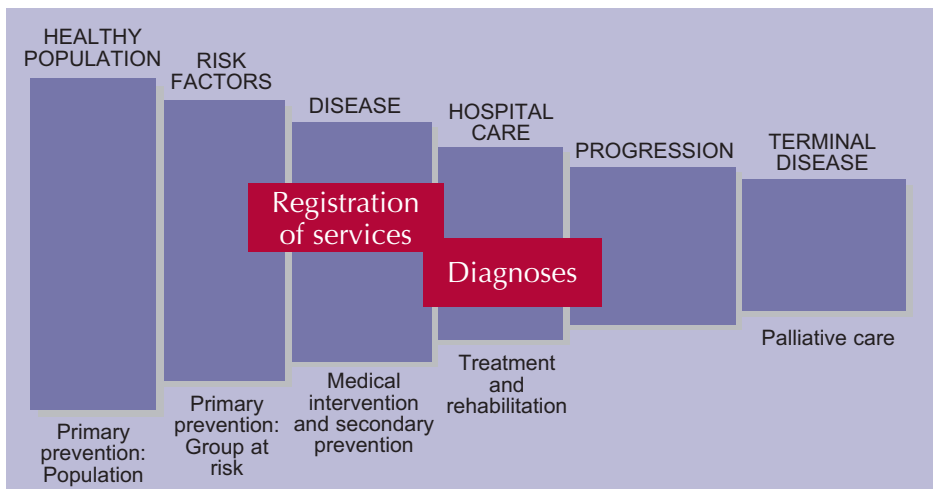 HEALTHY
POPULATION
RISK
FACTORS
DISEASE
HOSPITAL
CARE
PROGRESSION
TERMINAL
DISEASE
Registration
of services
Diagnoses
Primary
prevention:
Population
Primary
prevention:
Group at
risk
Medical
intervention
and secondary
prevention
Treatment
and
rehabilitation
Palliative care